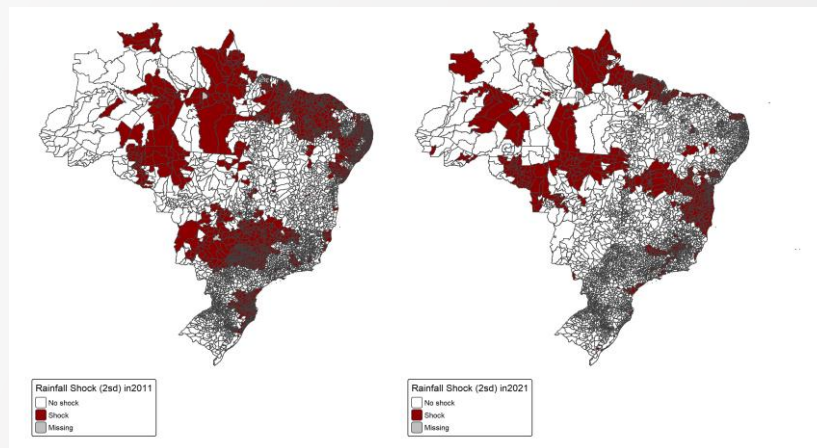 Rainfall Shock (2sd) in2011
No shock
Shock
Missing
Rainfall Shock (2sd) in2021
No shock
Shock
Missing